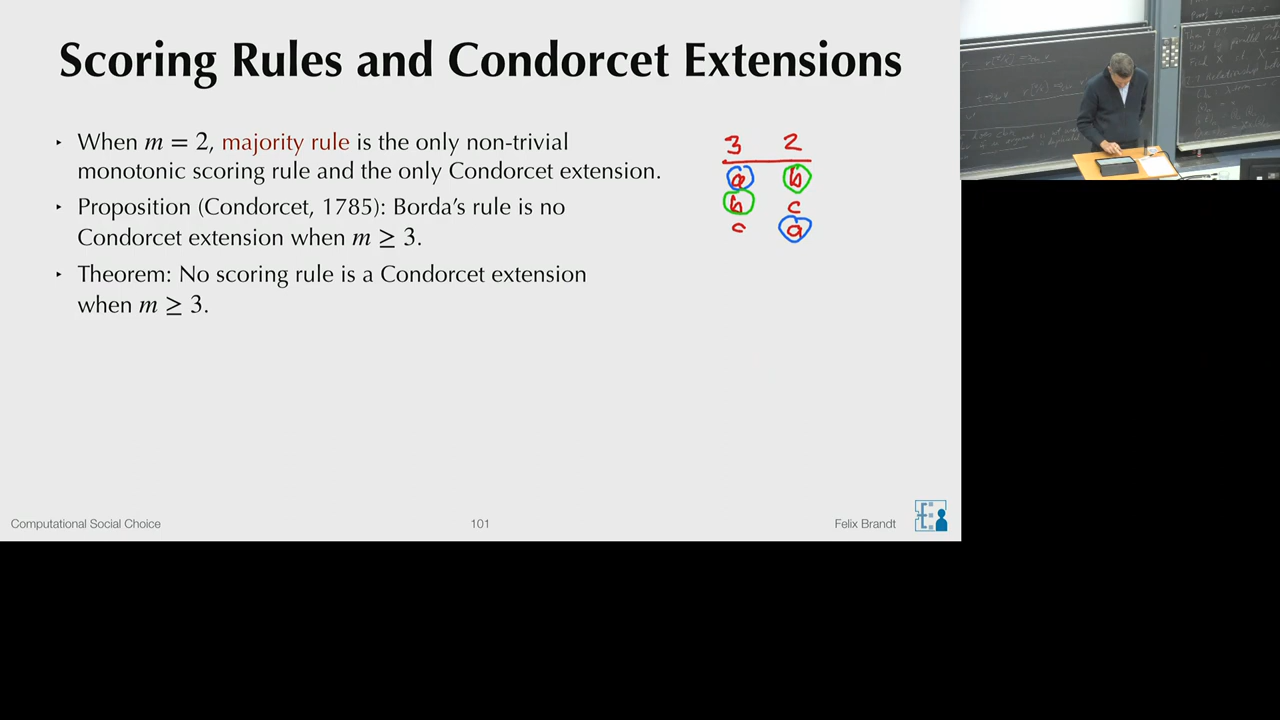 Scoring Rules and Condorcet Extensions
‣ When m = 2, majority rule is the only non-trivial
monotonic scoring rule and the only Condorcet extension.
‣ Proposition (Condorcet, 1785): Borda's rule is no
Condorcet extension when m ≥ 3.
‣ Theorem: No scoring rule is a Condorcet extension
when m ≥ 3.
3 2
a b
b c
c a
Computational Social Choice
101
Felix Brandt